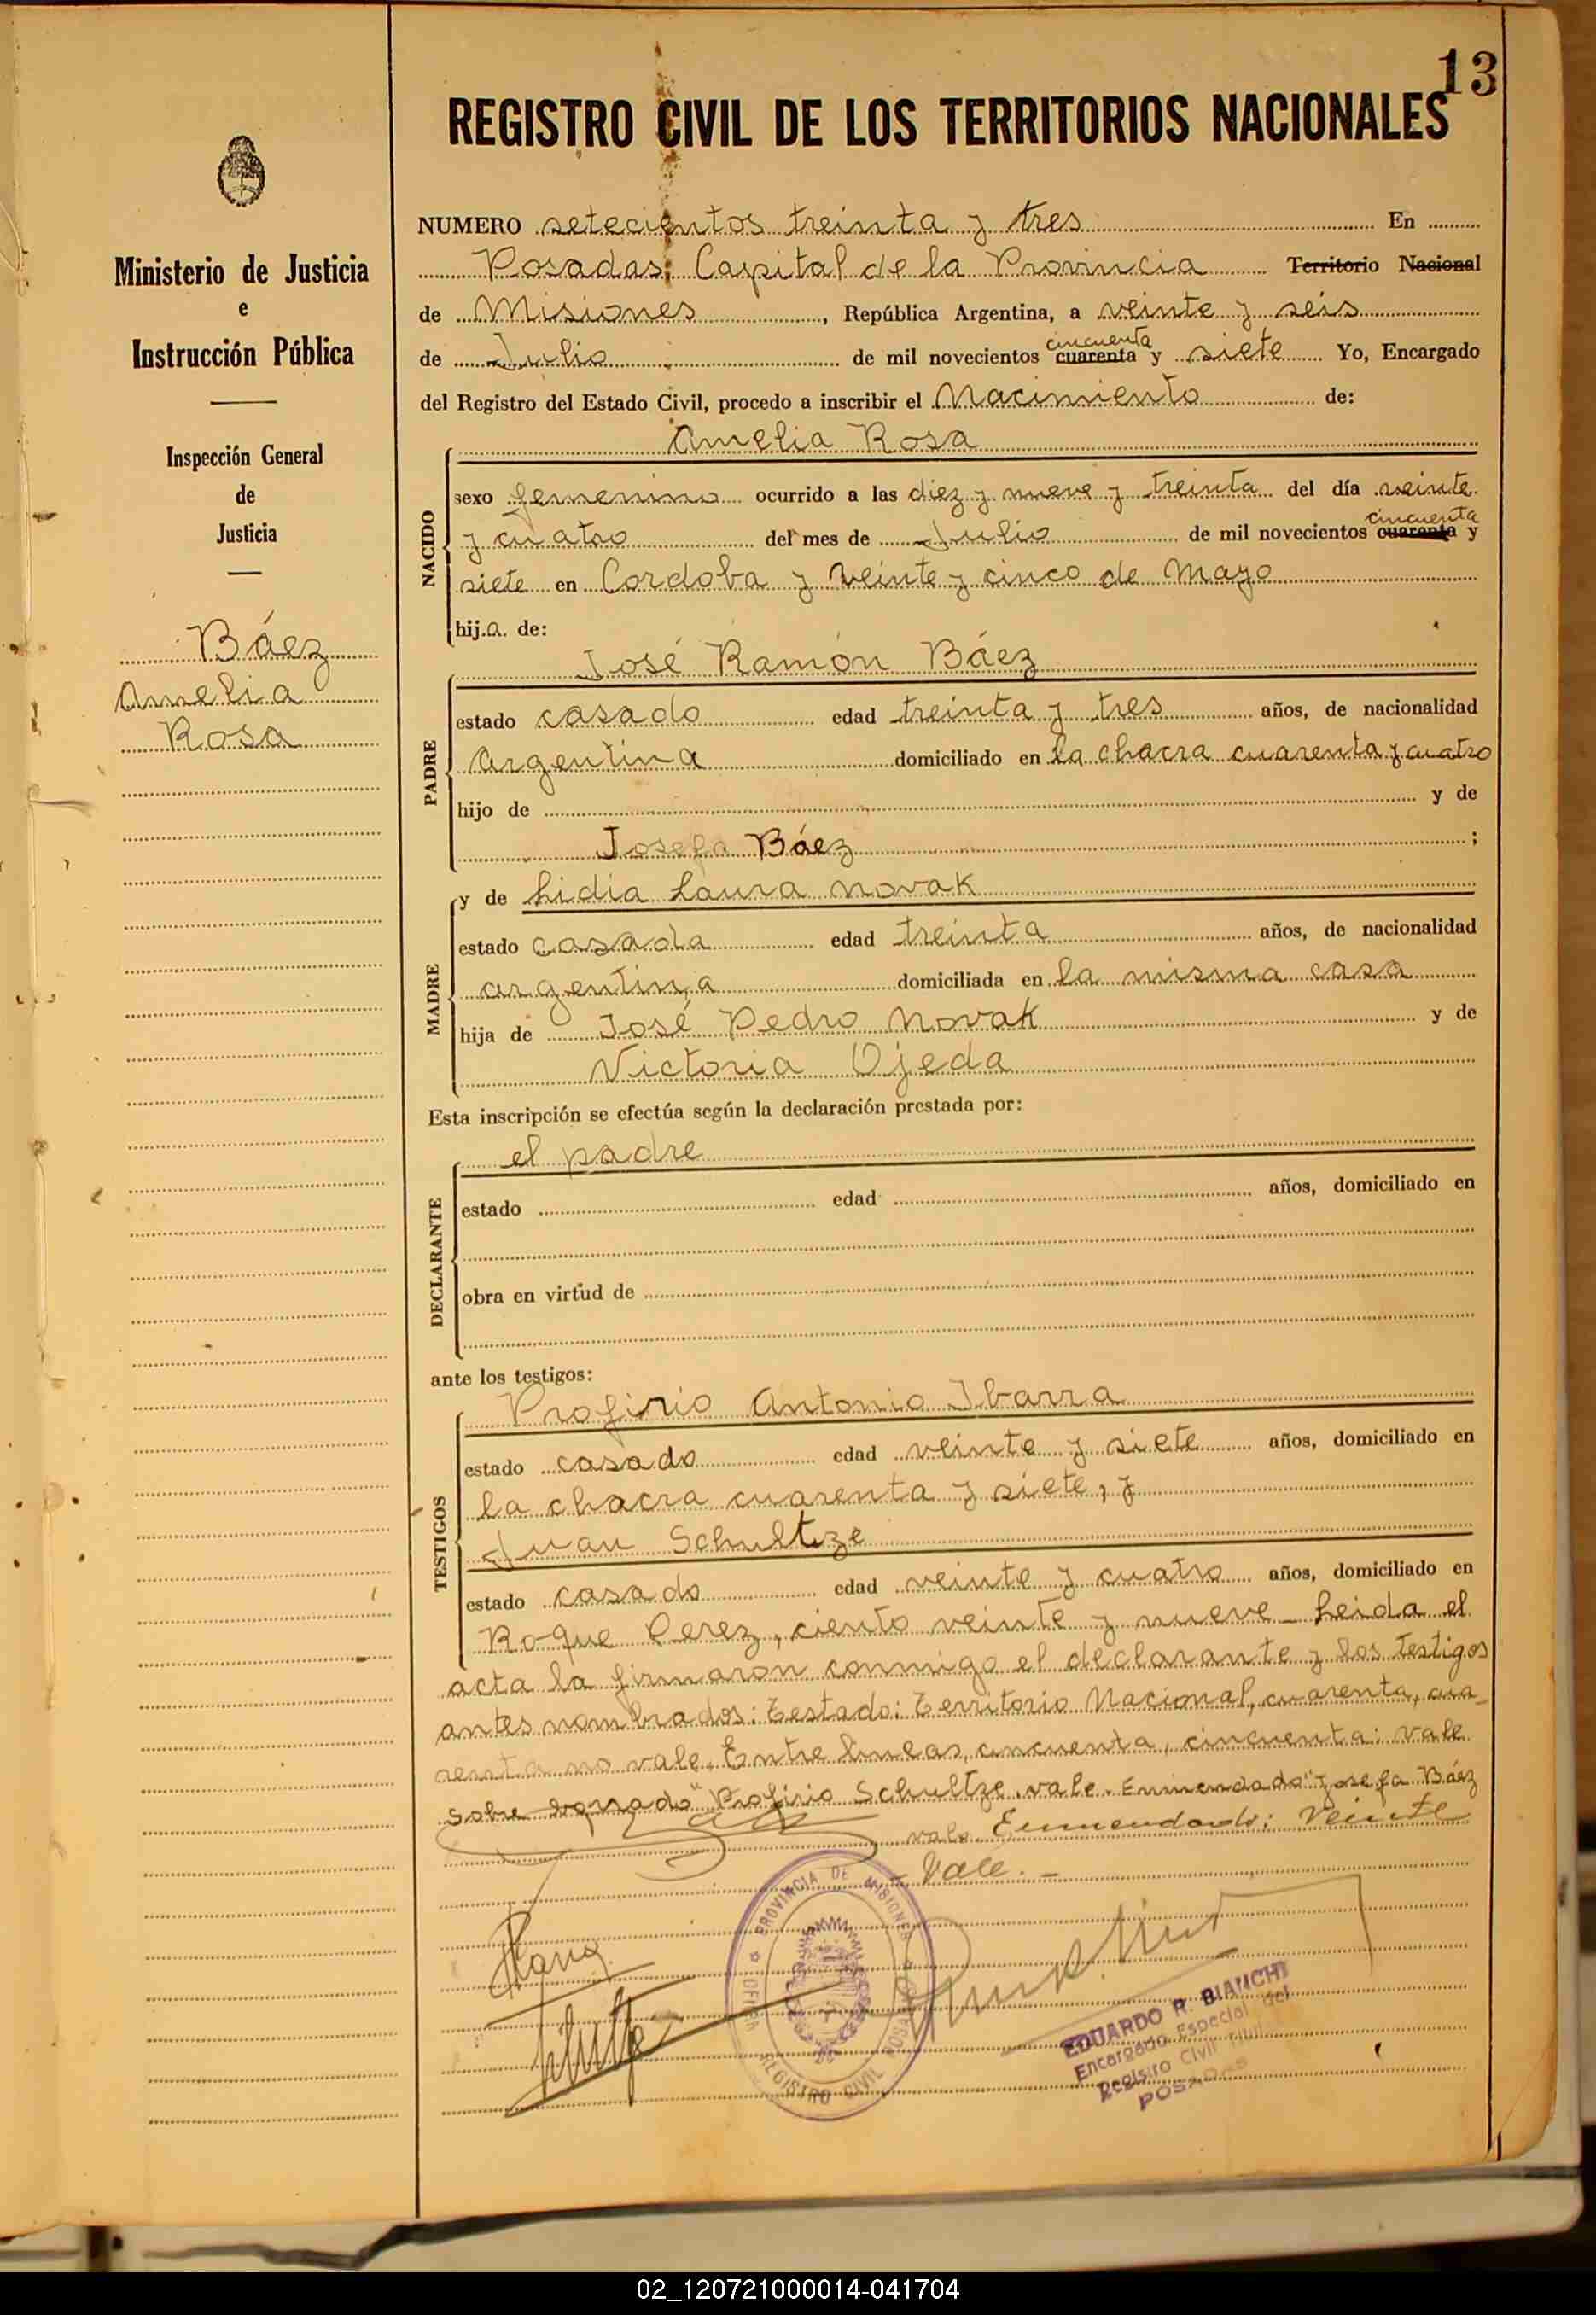 13
REGISTRO CIVIL DE LOS TERRITORIOS NACIONALES
Ministerio de Justicia
e
Instrucción Pública
Inspección General
de
Justicia
Báez
Amelia
Rosa
NUMERO setecientos treinta y tres En
Posadas, Capital de la Provincia Territorio Nacional
de Misiones, República Argentina, a veinte y seis
cincuenta
de Julio de mil novecientos cuarenta y siete Yo, Encargado
del Registro del Estado Civil, procedo a inscribir el Nacimiento de:
Amelia Rosa
NACIDO
sexo femenino ocurrido a las diez y nueve y treinta del día veinte
cincuenta
y cuatro del mes de Julio de mil novecientos cuarenta y
siete en Cordoba y veinte y cinco de Mayo
hij.a. de:
José Ramón Báez
PADRE
estado casado edad treinta y tres años, de nacionalidad
Argentina domiciliado en la chacra cuarenta y cuatro
hijo de y de
Josefa Báez ;
MADRE
y de Lidia Laura Novak
estado casada edad treinta años, de nacionalidad
argentina domiciliada en la misma casa
hija de José Pedro Novak y de
Victoria Ojeda
Esta inscripción se efectúa según la declaración prestada por:
DECLARANTE
el padre
estado edad años, domiciliado en
obra en virtud de
ante los testigos:
TESTIGOS
Profirio Antonio Ibarra
estado casado edad veinte y siete años, domiciliado en
la chacra cuarenta y siete, y
Juan Schultze
estado casado edad veinte y cuatro años, domiciliado en
Roque Perez, ciento veinte y nueve - Leida el
acta la firmaron conmigo el declarante y los testigos
antes nombrados: Testado: Territorio Nacional, cuarenta, cua-
renta no vale. Entre lineas, cincuenta, cincuenta: vale
Sobre borrado "Profirio Schultze. vale. Enmendado "Josefa Báez
vale. Enmendado: Veinte
Vale. -
PROVINCIA DE MISIONES
REGISTRO CIVIL
EDUARDO R. BIANCHI
Encargado Especial del
Registro Civil
POSADAS
02_120721000014-041704